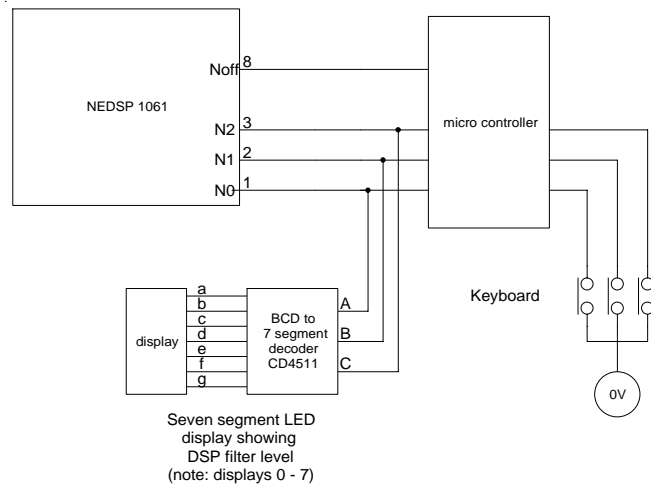 Noff 8
NEDSP 1061
N2 3
micro controller
N1 2
N0 1
Keyboard
a
b
c
d
e
f
g
display
BCD to
7 segment
decoder
CD4511
A
B
C
0V
Seven segment LED
display showing
DSP filter level
(note: displays 0 - 7)